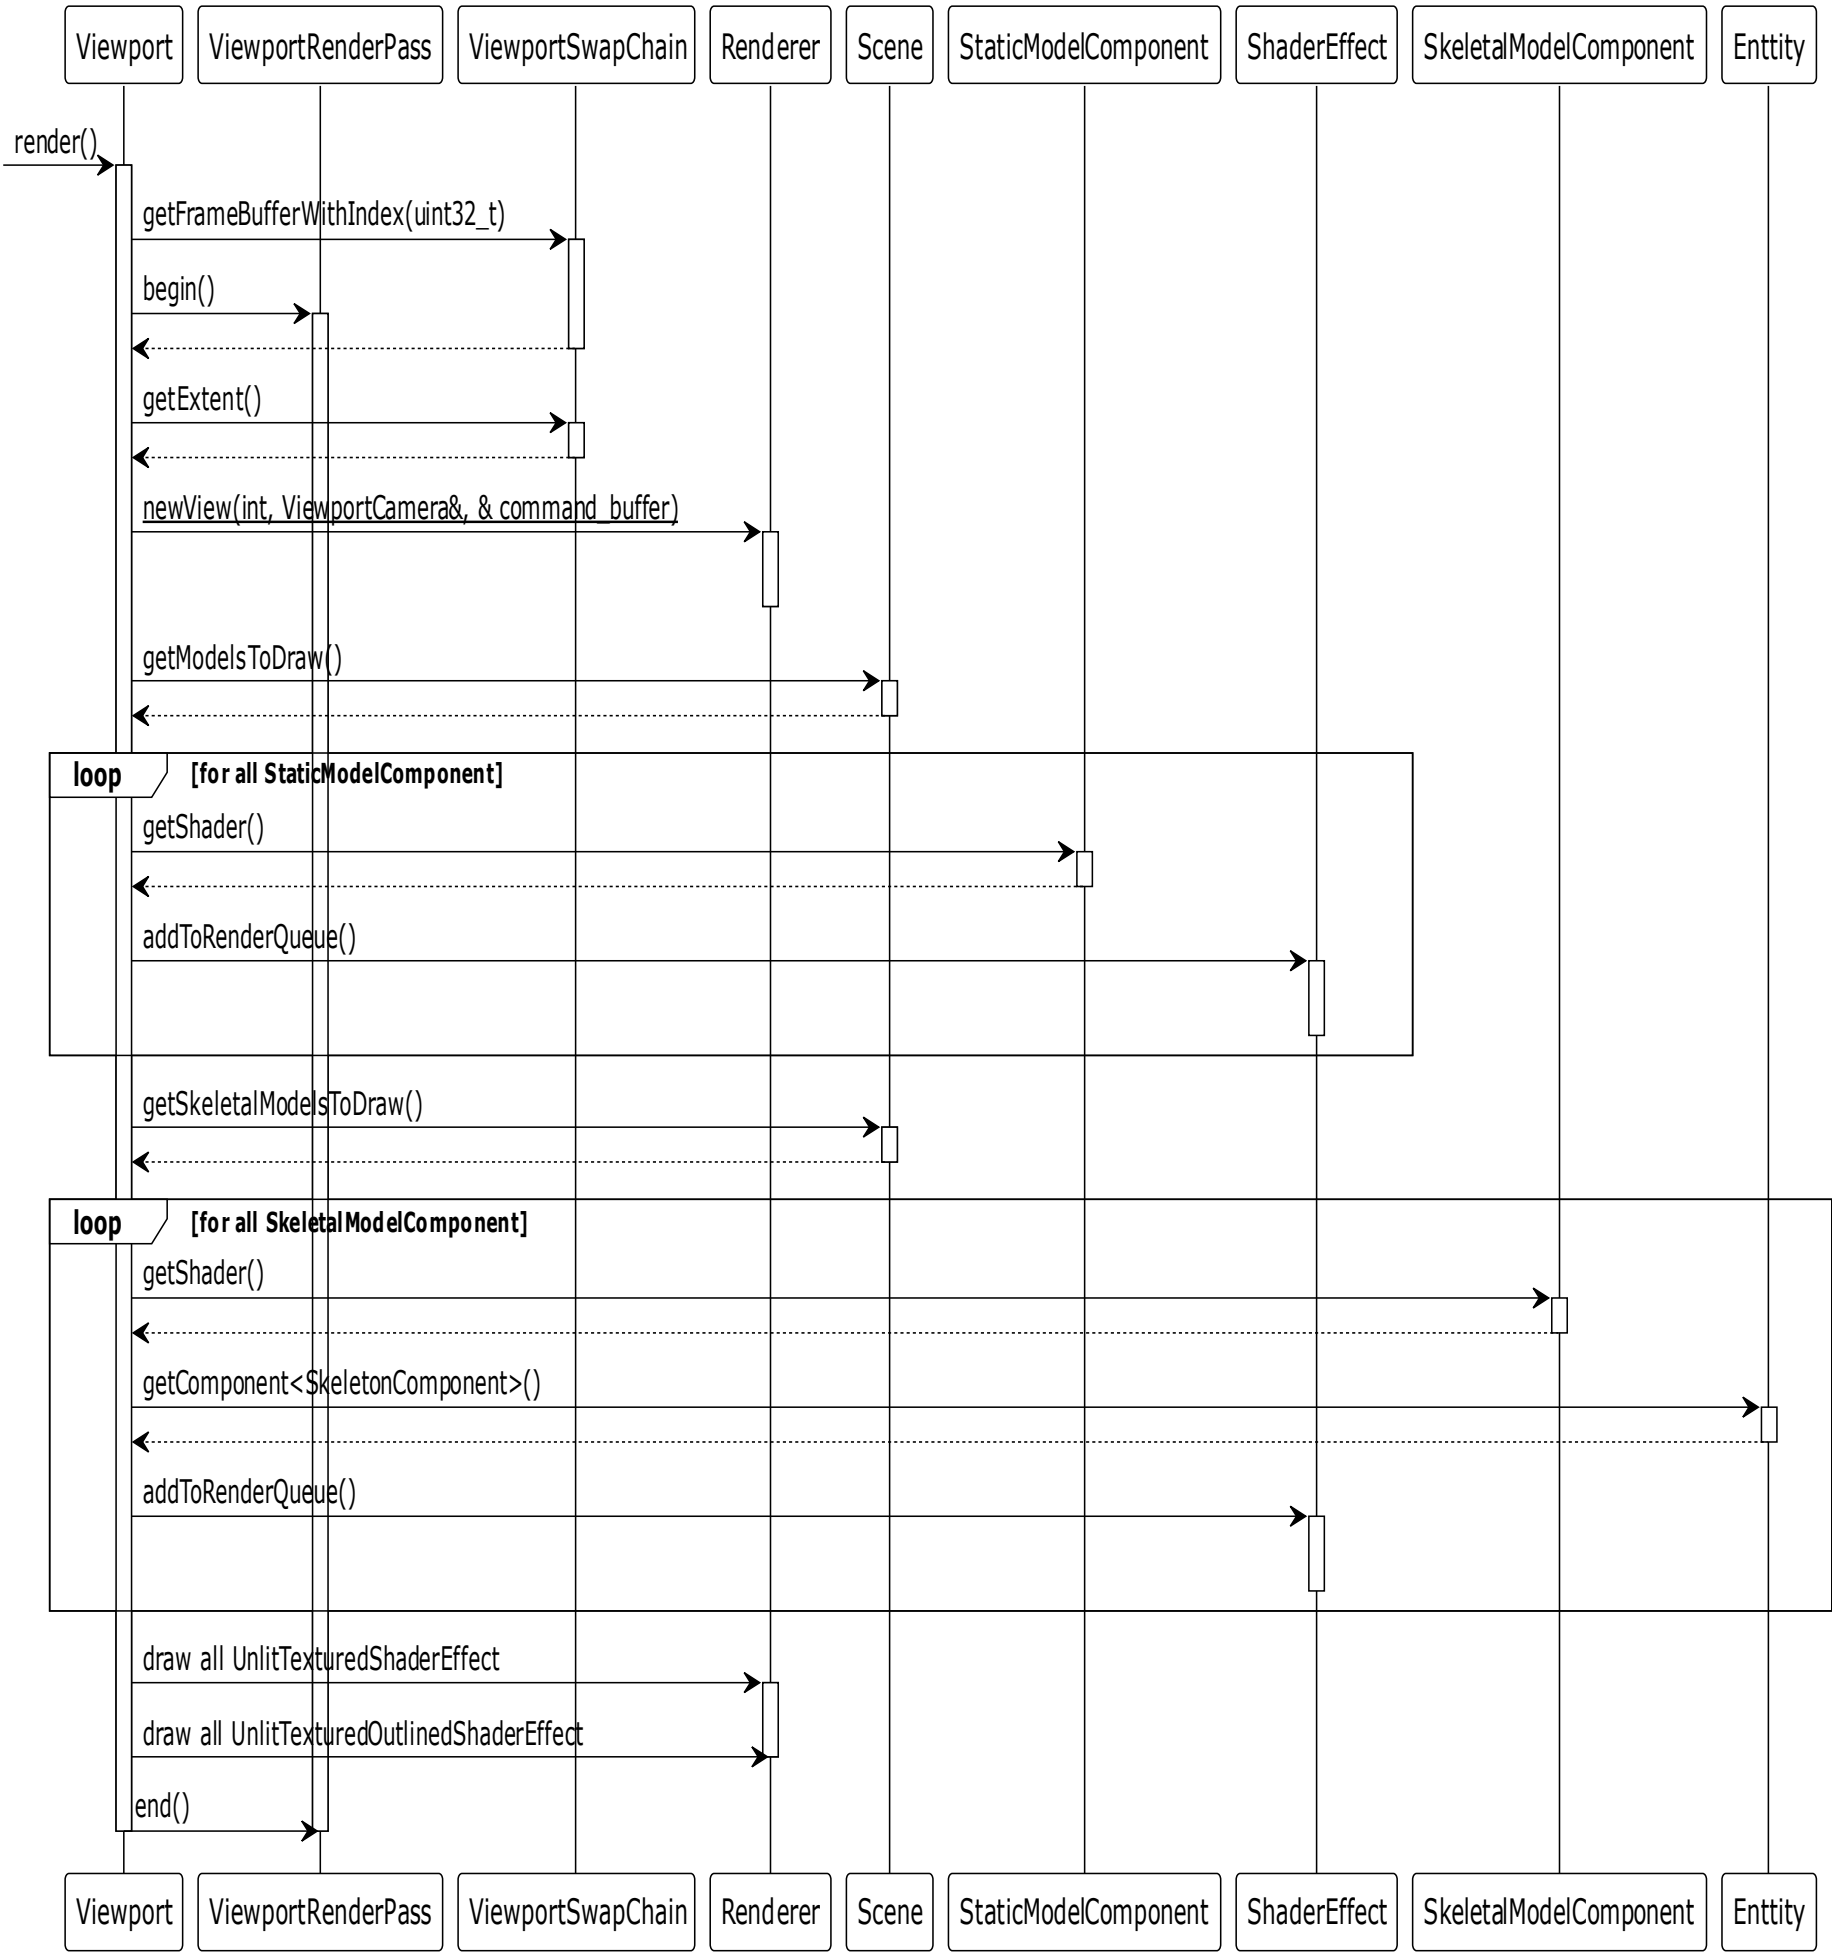 Viewport ViewportRenderPass ViewportSwapChain Renderer Scene StaticModelComponent ShaderEffect SkeletalModelComponent Enttity
render()
getFrameBufferWithIndex(uint32_t)
begin()
getExtent()
newView(int, ViewportCamera&, & command_buffer)
getModelsToDraw()
loop [for all StaticModelComponent]
getShader()
addToRenderQueue()
getSkeletalModelsToDraw()
loop [for all SkeletalModelComponent]
getShader()
getComponent<SkeletonComponent>()
addToRenderQueue()
draw all UnlitTexturedShaderEffect
draw all UnlitTexturedOutlinedShaderEffect
end()
Viewport ViewportRenderPass ViewportSwapChain Renderer Scene StaticModelComponent ShaderEffect SkeletalModelComponent Enttity